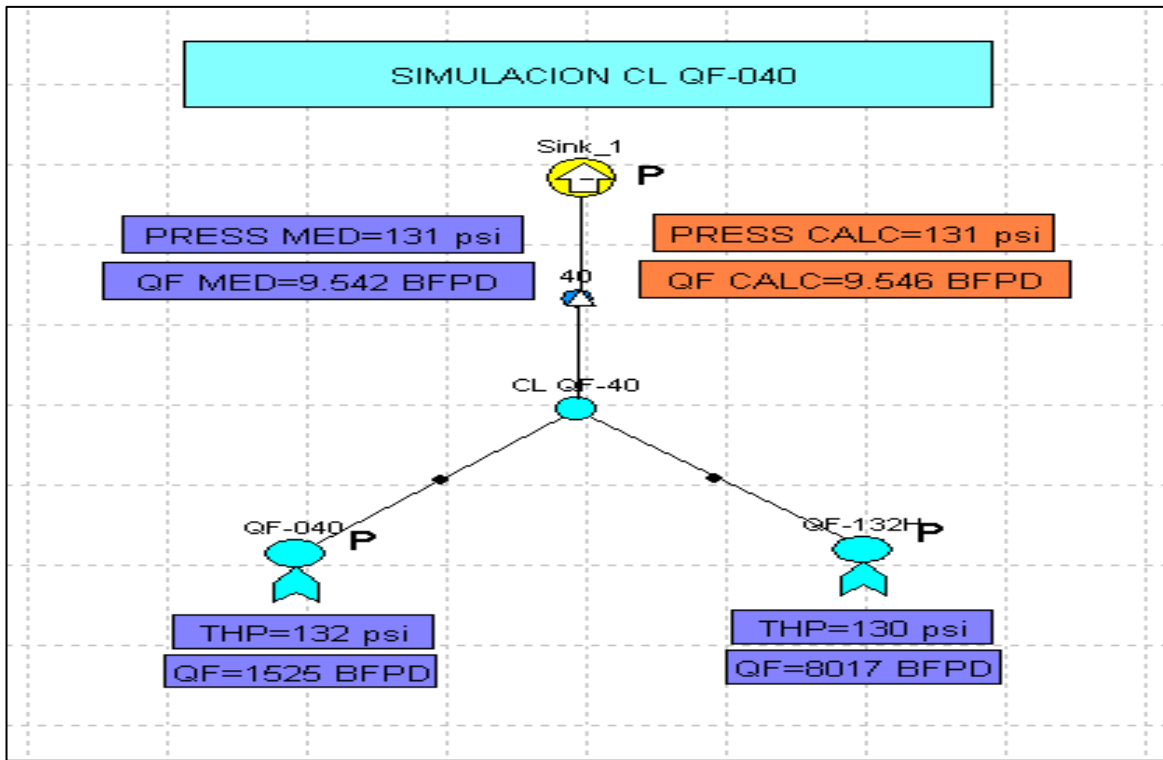 SIMULACION CL QF-040
Sink_1
P
PRESS MED=131 psi
PRESS CALC=131 psi
QF MED=9.542 BFPD
40
QF CALC=9.546 BFPD
CL QF-40
QF-040
P
QF-132H
P
THP=132 psi
THP=130 psi
QF=1525 BFPD
QF=8017 BFPD